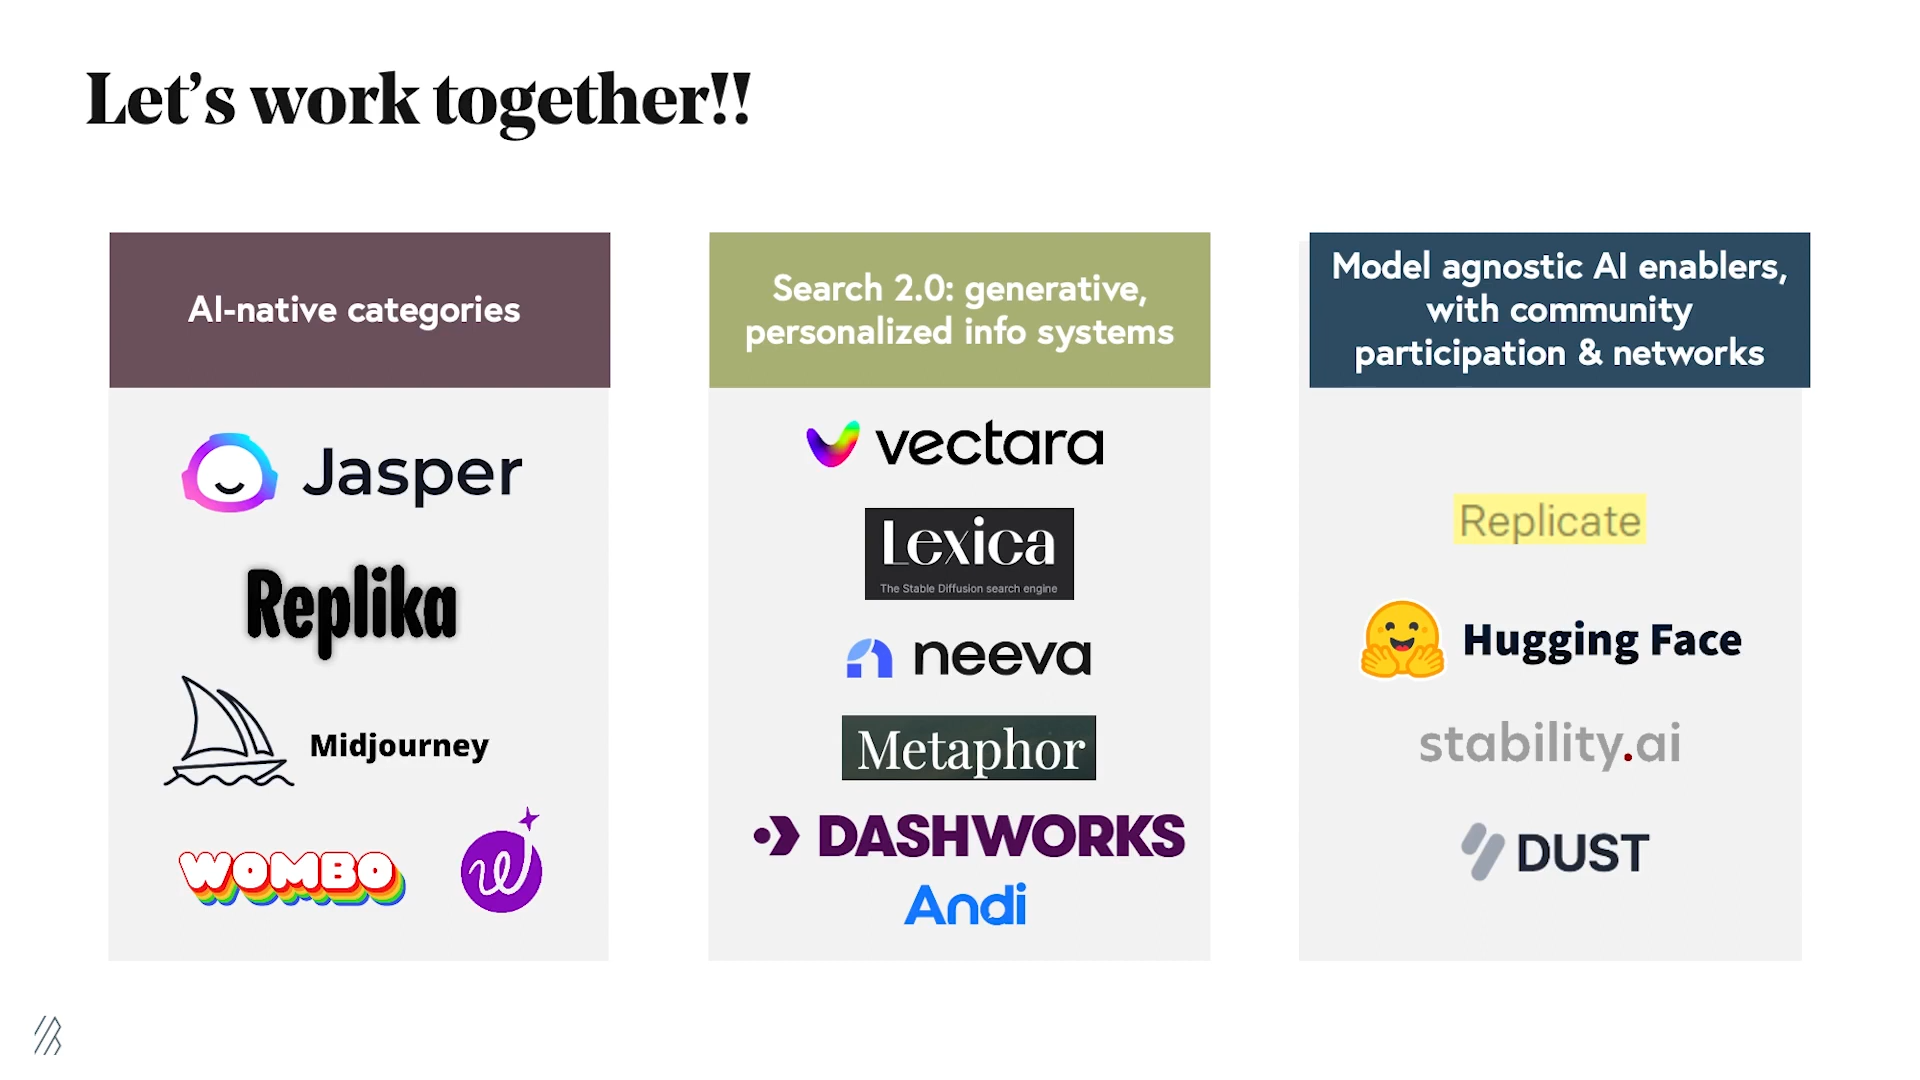 Let's work together!!
AI-native categories
Jasper
Replika
Midjourney
WOMBO
w
Search 2.0: generative,
personalized info systems
vectara
Lexica
The Stable Diffusion search engine
neeva
Metaphor
DASHWORKS
Andi
Model agnostic AI enablers,
with community
participation & networks
Replicate
Hugging Face
stability.ai
DUST